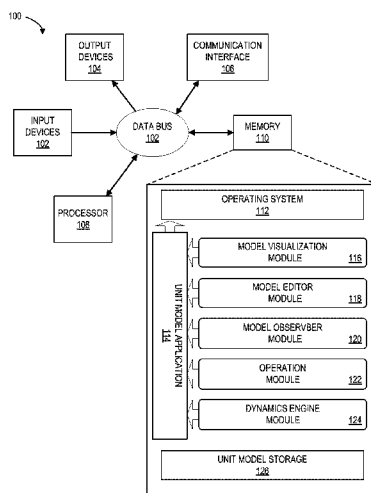 100
OUTPUT
DEVICES
104
COMMUNICATION
INTERFACE
106
INPUT
DEVICES
102
DATA BUS
102
MEMORY
110
PROCESSOR
108
OPERATING SYSTEM
112
UNIT MODEL APPLICATION
114
MODEL VISUALIZATION
MODULE 116
MODEL EDITOR
MODULE 118
MODEL OBSERVBER
MODULE 120
OPERATION
MODULE 122
DYNAMICS ENGINE
MODULE 124
UNIT MODEL STORAGE
126